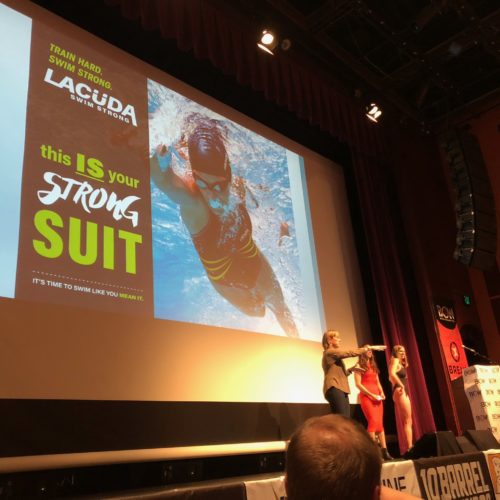 TRAIN HARD.
SWIM STRONG.
LACUDA
SWIM STRONG
this IS your
STRONG
SUIT
IT'S TIME TO SWIM LIKE YOU MEAN IT.
10 BARREL